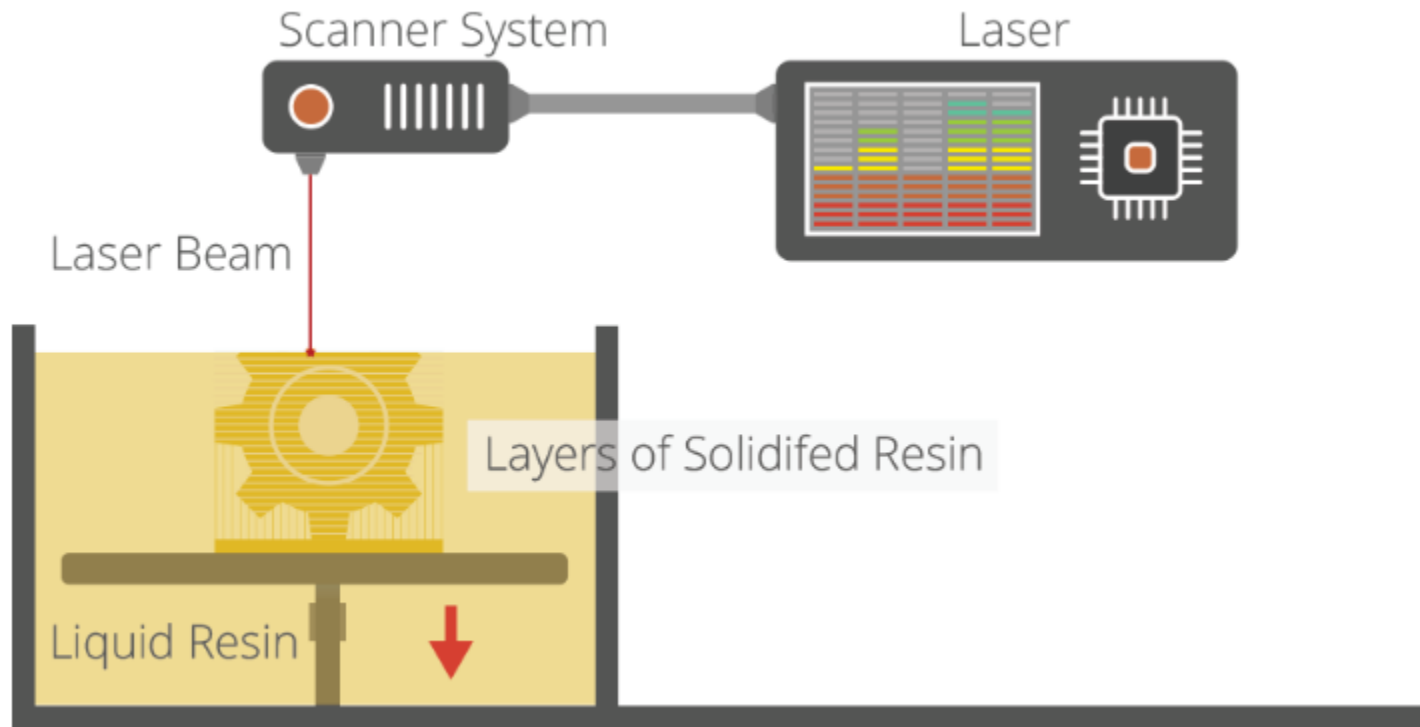 Scanner System
Laser
Laser Beam
Layers of Solidifed Resin
Liquid Resin